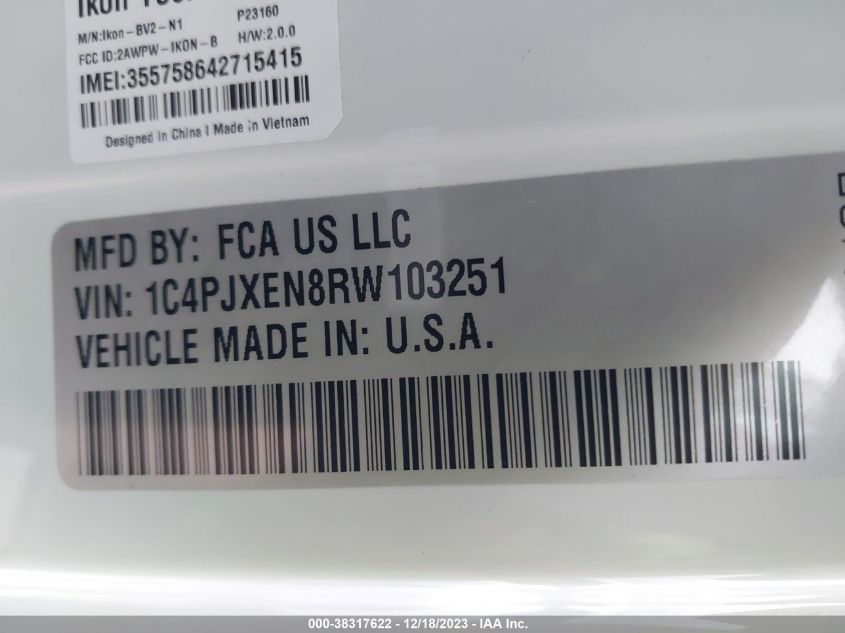 Ikon
P23160
M/N:Ikon-BV2-N1
FCC ID:2AWPW-IKON-B H/W:2.0.0
IMEI:355758642715415
Designed in China | Made in Vietnam
MFD BY: FCA US LLC
VIN: 1C4PJXEN8RW103251
VEHICLE MADE IN: U.S.A.
000-38317622 - 12/18/2023 - IAA Inc.